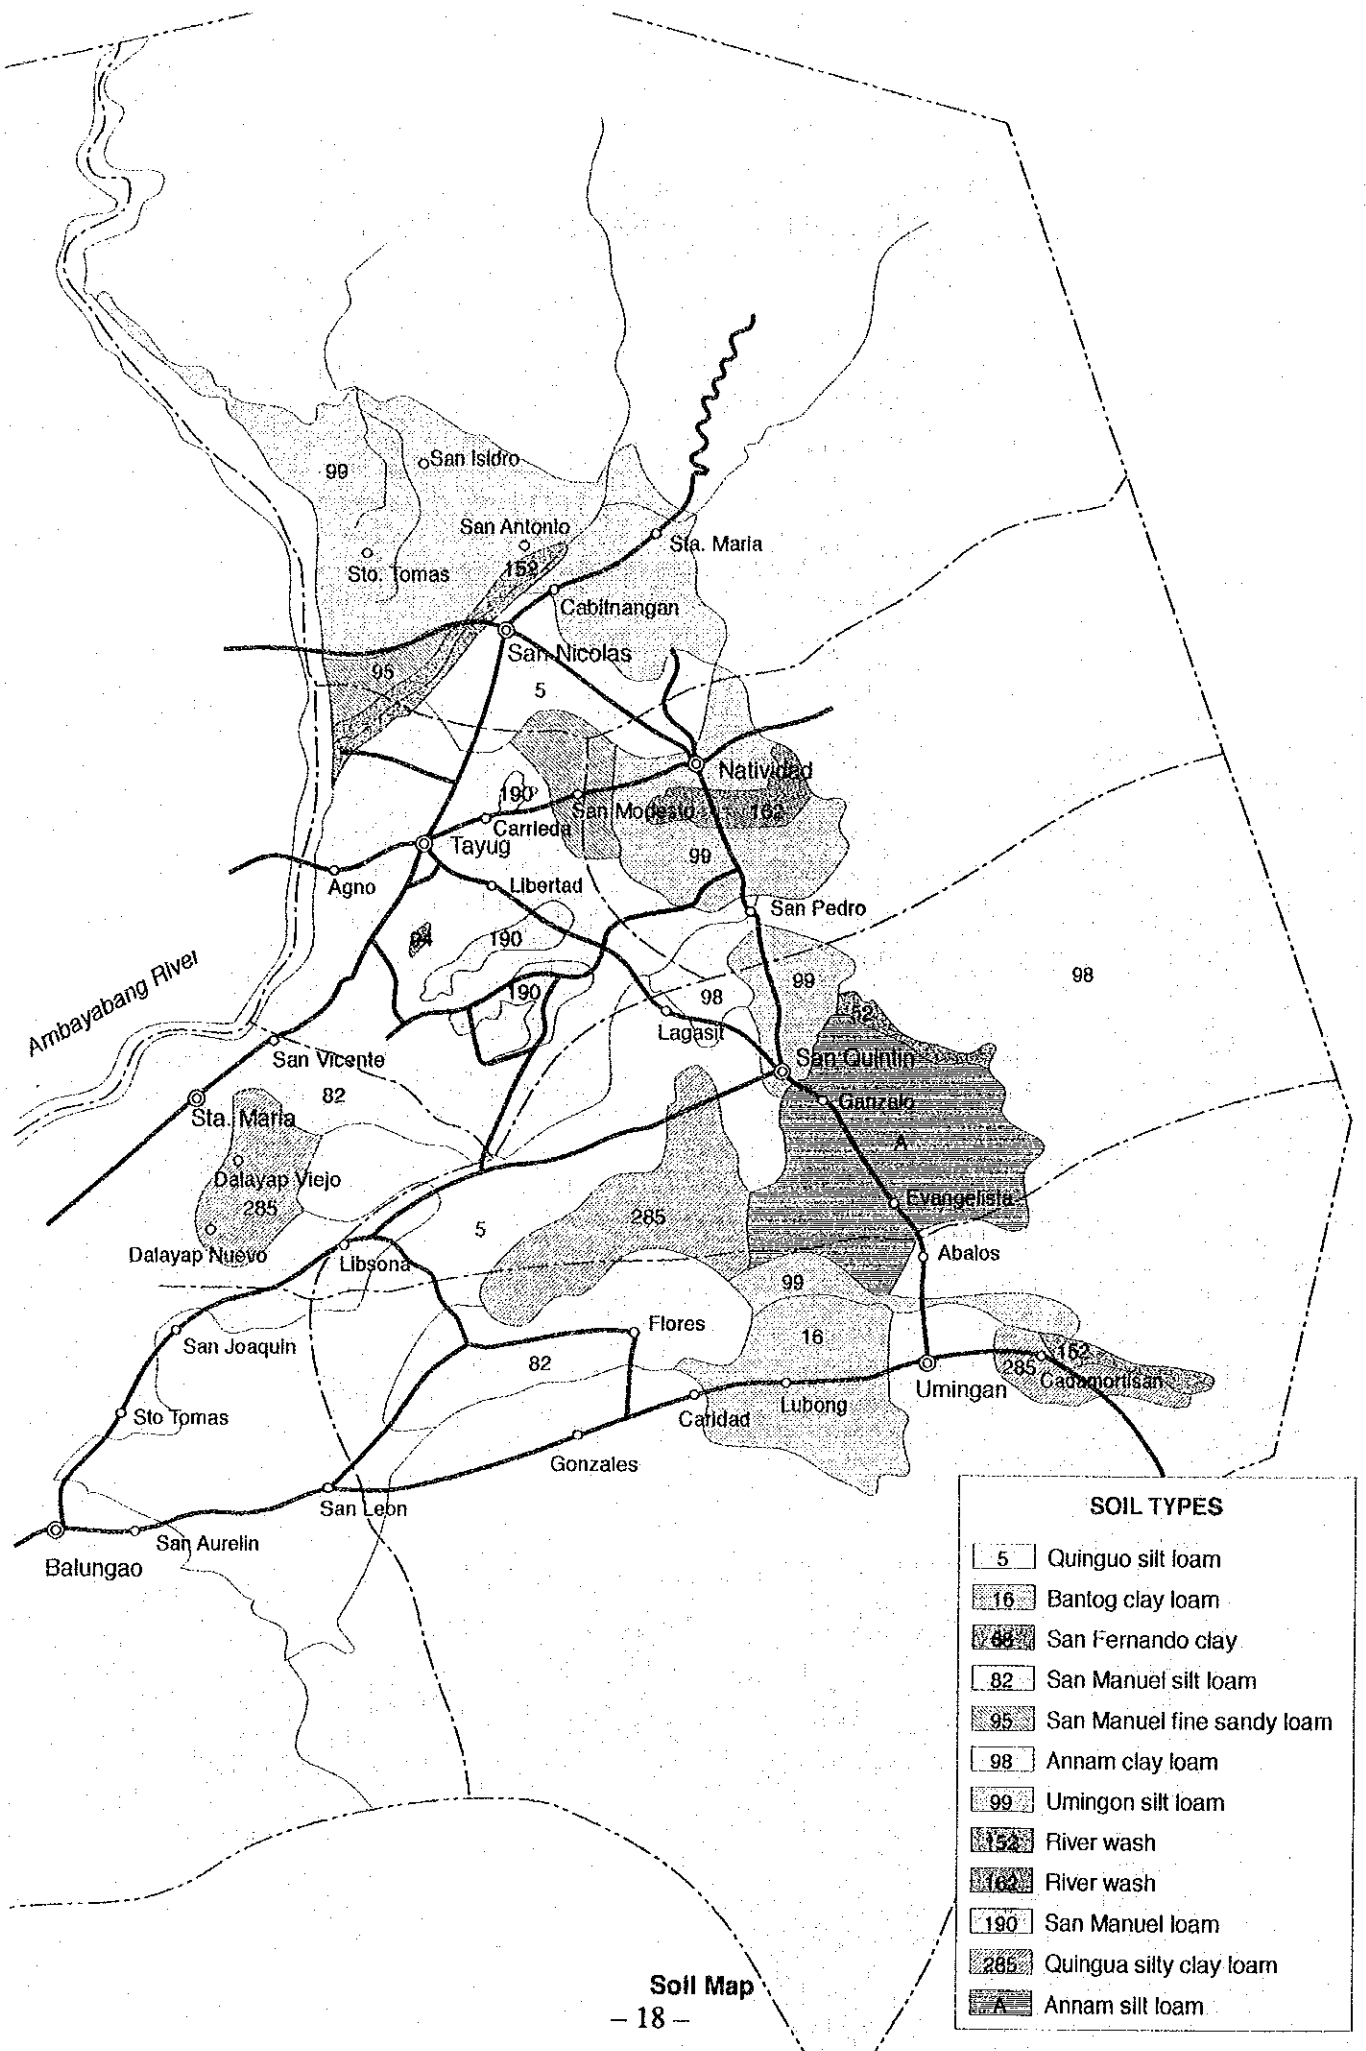 99
San Isidro
San Antonio
Sta. Maria
Sto. Tomas
152
Cabitnangan
San Nicolas
95
5
Natividad
190
San Modesto
162
Carrieda
Tayug
99
Agno
Libertad
San Pedro
94
190
Ambayabang River
99
98
190
98
52
Lagasit
San Vicente
San Quintin
82
Ganzalo
Sta. Maria
A
Dalayap Viejo
Evangelista
285
285
5
Dalayap Nuevo
Libsona
Abalos
99
Flores
16
San Joaquin
82
152
285
Umingan
Cadamortisan
Sto Tomas
Caridad
Lubong
Gonzales
San Leon
San Aurelin
Balungao
SOIL TYPES
5 Quinguo silt loam
16 Bantog clay loam
San Fernando clay
82 San Manuel silt loam
95 San Manuel fine sandy loam
98 Annam clay loam
99 Umingon silt loam
152 River wash
162 River wash
190 San Manuel loam
285 Quingua silty clay loam
A Annam silt loam
Soil Map
– 18 –